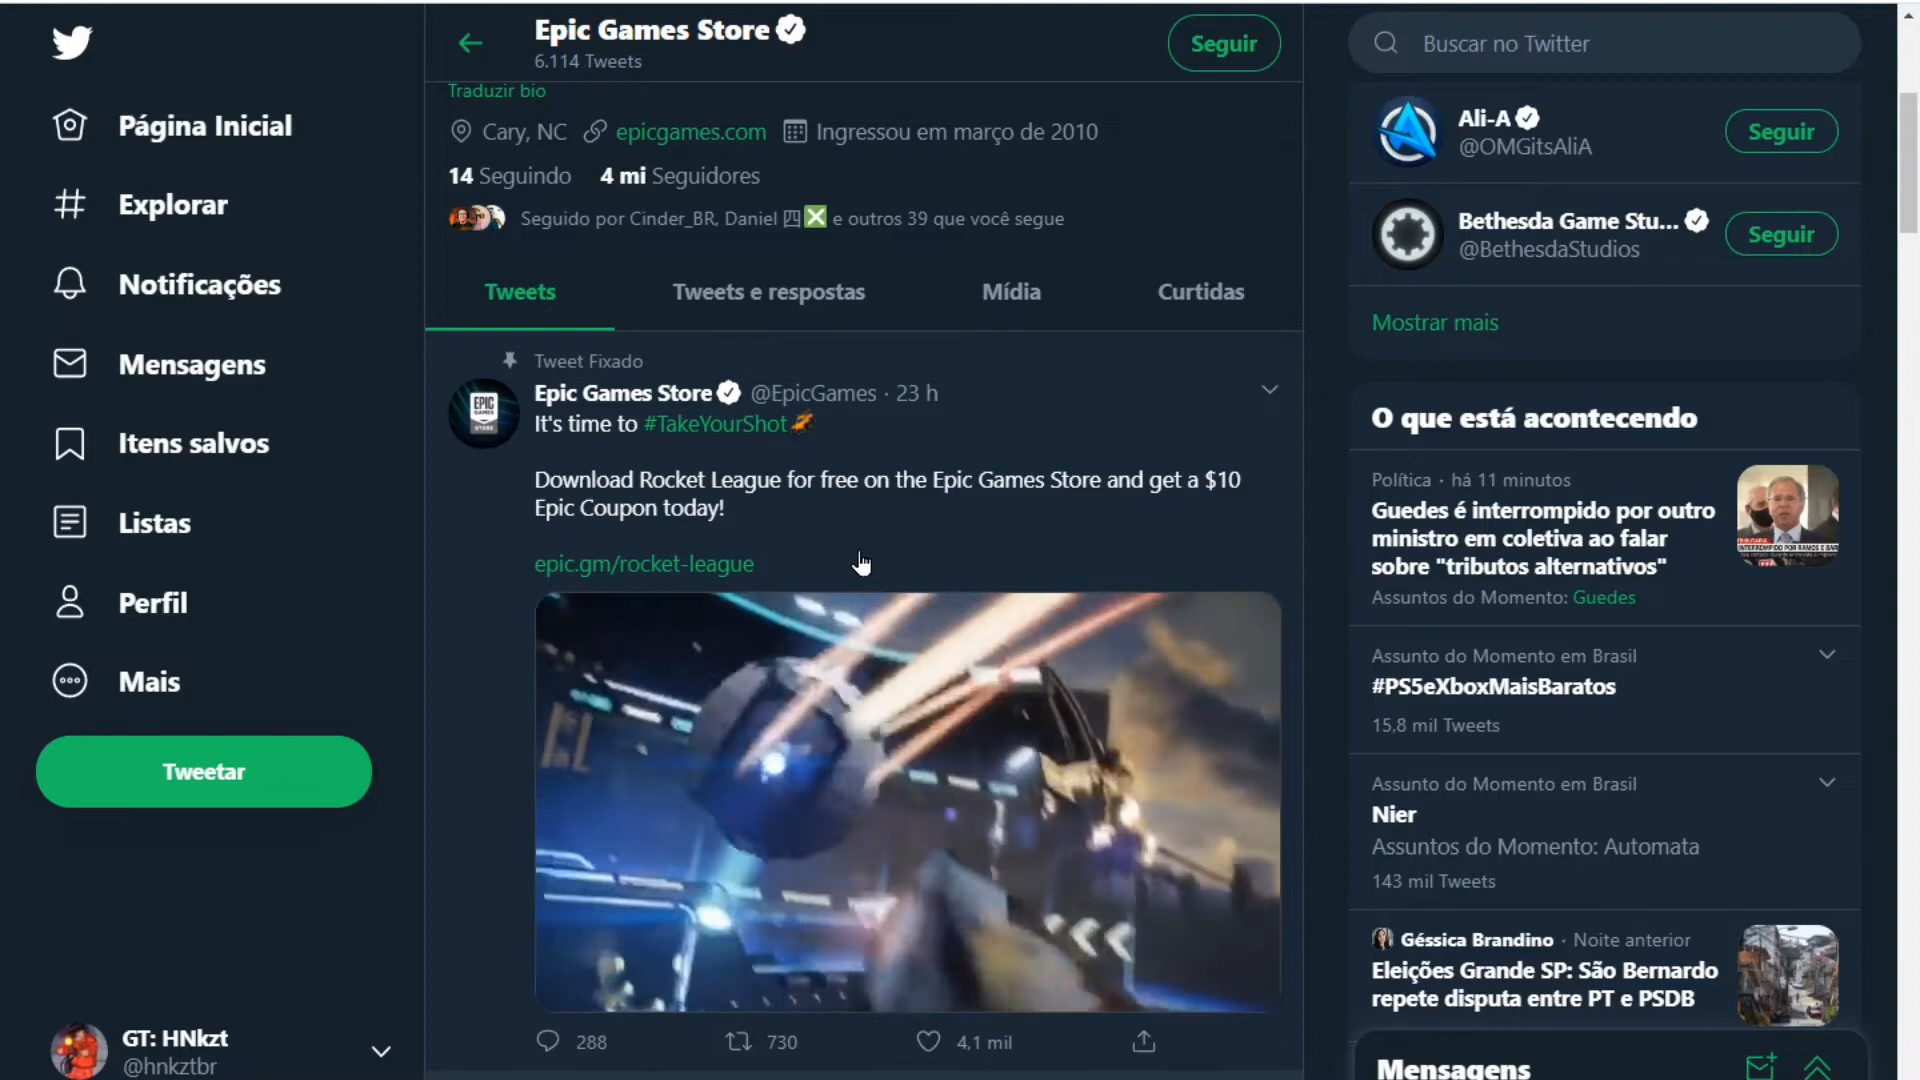 Página Inicial
Explorar
Notificações
Mensagens
Itens salvos
Listas
Perfil
Mais
Tweetar
GT: HNkzt
@hnkztbr
Epic Games Store
6.114 Tweets
Seguir
Traduzir bio
Cary, NC epicgames.com Ingressou em março de 2010
14 Seguindo 4 mi Seguidores
Seguido por Cinder_BR, Daniel 四❎ e outros 39 que você segue
Tweets Tweets e respostas Mídia Curtidas
Tweet Fixado
Epic Games Store @EpicGames · 23 h
It's time to #TakeYourShot
Download Rocket League for free on the Epic Games Store and get a $10
Epic Coupon today!
epic.gm/rocket-league
EPIC
GAMES
STORE
288 730 4,1 mil
Buscar no Twitter
Ali-A
@OMGitsAliA
Seguir
Bethesda Game Stu...
@BethesdaStudios
Seguir
Mostrar mais
O que está acontecendo
Política · há 11 minutos
Guedes é interrompido por outro
ministro em coletiva ao falar
sobre "tributos alternativos"
Assuntos do Momento: Guedes
Assunto do Momento em Brasil
#PS5eXboxMaisBaratos
15,8 mil Tweets
Assunto do Momento em Brasil
Nier
Assuntos do Momento: Automata
143 mil Tweets
Géssica Brandino · Noite anterior
Eleições Grande SP: São Bernardo
repete disputa entre PT e PSDB
Mensagens